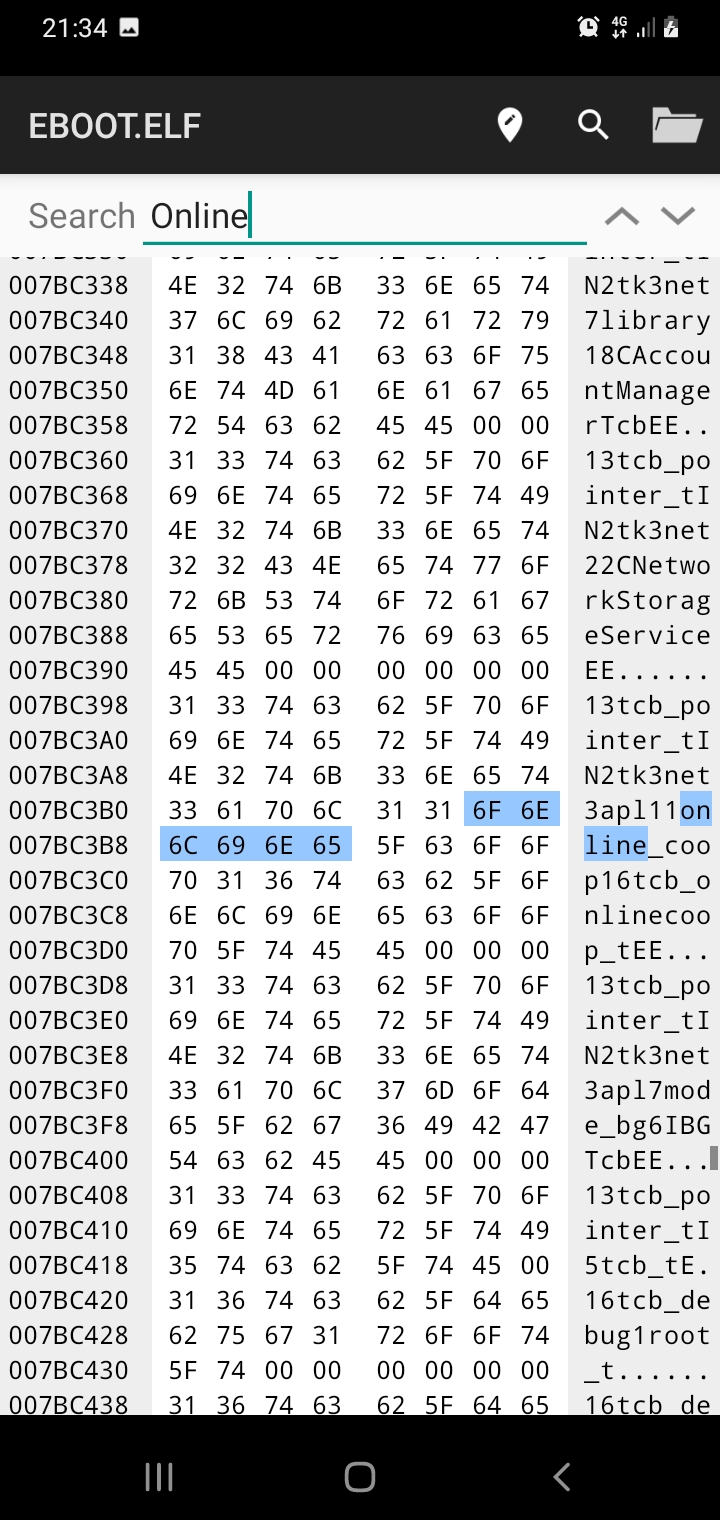 21:34
4G
EBOOT.ELF
Search Online
007BC338 4E 32 74 6B 33 6E 65 74 N2tk3net
007BC340 37 6C 69 62 72 61 72 79 7library
007BC348 31 38 43 41 63 63 6F 75 18CAccou
007BC350 6E 74 4D 61 6E 61 67 65 ntManage
007BC358 72 54 63 62 45 45 00 00 rTcbEE..
007BC360 31 33 74 63 62 5F 70 6F 13tcb_po
007BC368 69 6E 74 65 72 5F 74 49 inter_tI
007BC370 4E 32 74 6B 33 6E 65 74 N2tk3net
007BC378 32 32 43 4E 65 74 77 6F 22CNetwo
007BC380 72 6B 53 74 6F 72 61 67 rkStorag
007BC388 65 53 65 72 76 69 63 65 eService
007BC390 45 45 00 00 00 00 00 00 EE......
007BC398 31 33 74 63 62 5F 70 6F 13tcb_po
007BC3A0 69 6E 74 65 72 5F 74 49 inter_tI
007BC3A8 4E 32 74 6B 33 6E 65 74 N2tk3net
007BC3B0 33 61 70 6C 31 31 6F 6E 3apl11on
007BC3B8 6C 69 6E 65 5F 63 6F 6F line_coo
007BC3C0 70 31 36 74 63 62 5F 6F p16tcb_o
007BC3C8 6E 6C 69 6E 65 63 6F 6F nlinecoo
007BC3D0 70 5F 74 45 45 00 00 00 p_tEE...
007BC3D8 31 33 74 63 62 5F 70 6F 13tcb_po
007BC3E0 69 6E 74 65 72 5F 74 49 inter_tI
007BC3E8 4E 32 74 6B 33 6E 65 74 N2tk3net
007BC3F0 33 61 70 6C 37 6D 6F 64 3apl7mod
007BC3F8 65 5F 62 67 36 49 42 47 e_bg6IBG
007BC400 54 63 62 45 45 00 00 00 TcbEE...
007BC408 31 33 74 63 62 5F 70 6F 13tcb_po
007BC410 69 6E 74 65 72 5F 74 49 inter_tI
007BC418 35 74 63 62 5F 74 45 00 5tcb_tE.
007BC420 31 36 74 63 62 5F 64 65 16tcb_de
007BC428 62 75 67 31 72 6F 6F 74 bug1root
007BC430 5F 74 00 00 00 00 00 00 _t......
007BC438 31 36 74 63 62 5F 64 65 16tcb_de